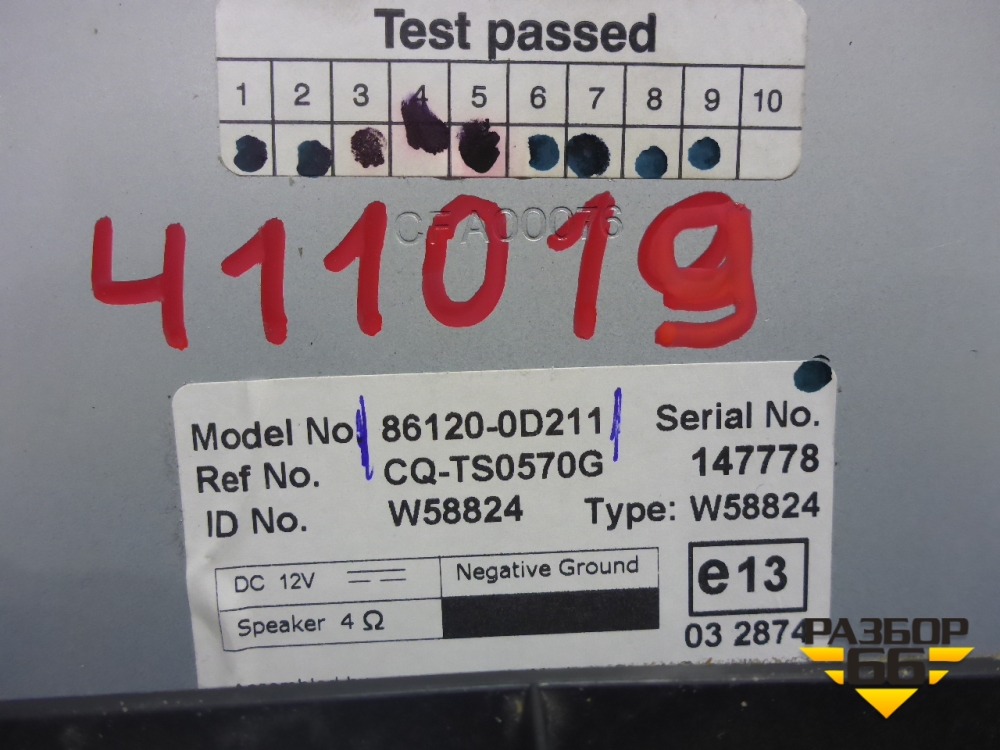 Test passed
1 2 3 4 5 6 7 8 9 10
411019
Model No 86120-0D211 Serial No.
Ref No. CQ-TS0570G 147778
ID No. W58824 Type: W58824
DC 12V Negative Ground
Speaker 4 Ω
e13
03 2874
РАЗБОР
66